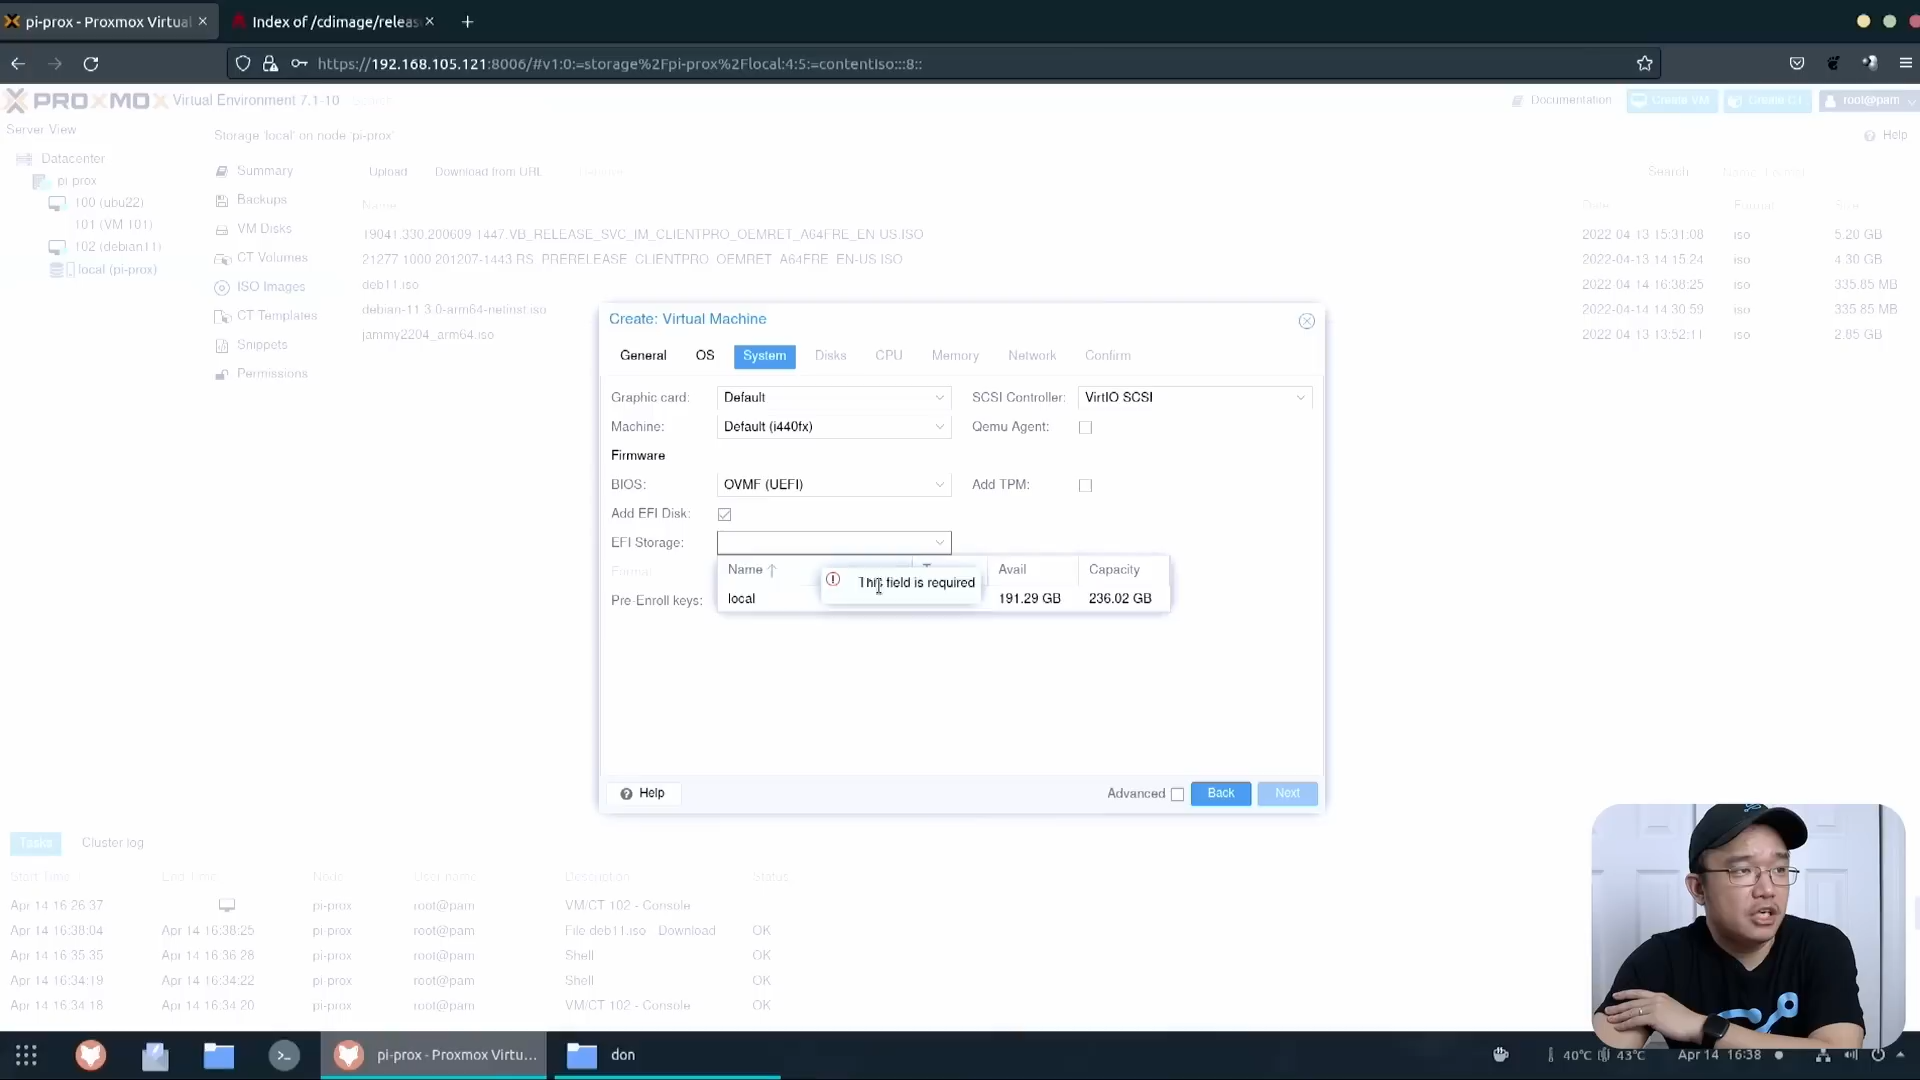 pi-prox - Proxmox Virtual
Index of /cdimage/releas
https://192.168.105.121:8006/#v1:0:=storage%2Fpi-prox%2Flocal:4:5:=contentIso:::8::
PROXMOX Virtual Environment 7.1-10 Search
Documentation Create VM Create CT root@pam
Server View
Storage 'local' on node 'pi-prox'
Help
Datacenter
pi prox
100 (ubu22)
101 (VM 101)
102 (debian11)
local (pi-prox)
Summary
Backups
VM Disks
CT Volumes
ISO Images
CT Templates
Snippets
Permissions
Upload Download from URL Search
Name Date Format Size
19041.330.200609 1447.VB_RELEASE_SVC_IM_CLIENTPRO_OEMRET_A64FRE_EN US.ISO 2022 04 13 15:31:08 iso 5.20 GB
21277 1000 201207-1443 RS PRERELEASE CLIENTPRO OEMRET A64FRE EN-US ISO 2022-04-13 14 15:24 iso 4 30 GB
deb11.iso 2022 04 14 16:38:25 iso 335.85 MB
debian-11 3.0-arm64-netinst.iso 2022-04-14 14:30:59 iso 335 85 MB
jammy2204_arm64.iso 2022.04.13 13:52:11 iso 2.85 GB
Create: Virtual Machine
General OS System Disks CPU Memory Network Confirm
Graphic card: Default SCSI Controller: VirtIO SCSI
Machine: Default (i440fx) Qemu Agent:
Firmware
BIOS: OVMF (UEFI) Add TPM:
Add EFI Disk:
EFI Storage:
Format
Name Avail Capacity
This field is required
Pre-Enroll keys: local 191.29 GB 236.02 GB
Help Advanced Back Next
Tasks Cluster log
Start Time End Time Node User name Description Status
Apr 14 16 26 37 pi-prox root@pam VM/CT 102 - Console
Apr 14 16:38:04 Apr 14 16:38:25 pi prox root@pam File deb11.iso Download OK
Apr 14 16 35.35 Apr 14 16 36 28 pi-prox root@pam Shell OK
Apr 14 16:34:19 Apr 14 16 34:22 pi prox root@pam Shell OK
Apr 14 16 34 18 Apr 14 16:34 20 pi prox root@pam VM/CT 102 - Console OK
pi-prox - Proxmox Virtu... don 40°C 43°C Apr 14 16:38